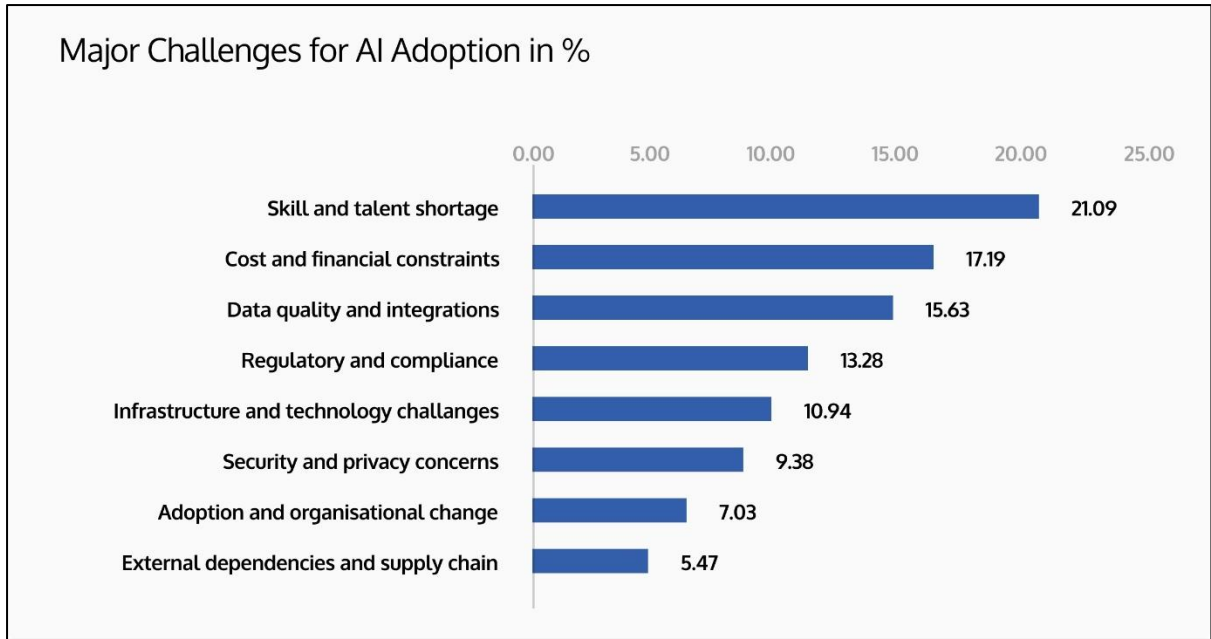 Major Challenges for AI Adoption in %
0.00 5.00 10.00 15.00 20.00 25.00
Skill and talent shortage 21.09
Cost and financial constraints 17.19
Data quality and integrations 15.63
Regulatory and compliance 13.28
Infrastructure and technology challanges 10.94
Security and privacy concerns 9.38
Adoption and organisational change 7.03
External dependencies and supply chain 5.47